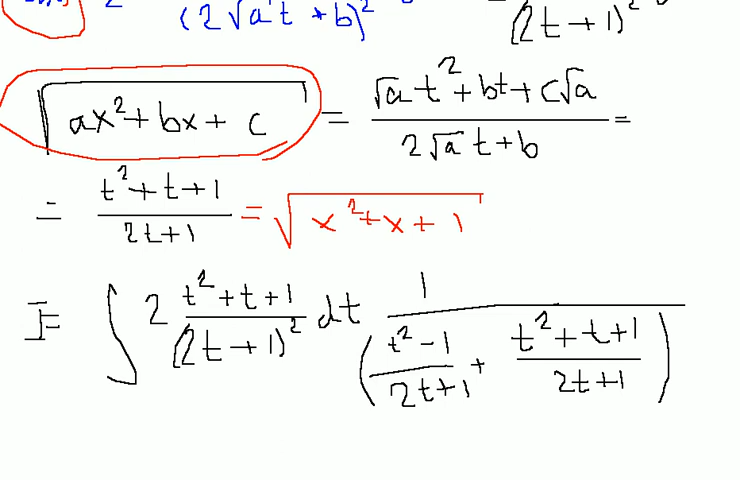 (2√a t + b)² (2t+1)²
√(ax²+bx+c) = (√a t²+bt+c√a)/(2√a t+b) =
= (t²+t+1)/(2t+1) = √(x²+x+1)
I= ∫ 2 (t²+t+1)/(2t+1)² dt 1/((t²-1)/(2t+1) + (t²+t+1)/(2t+1))